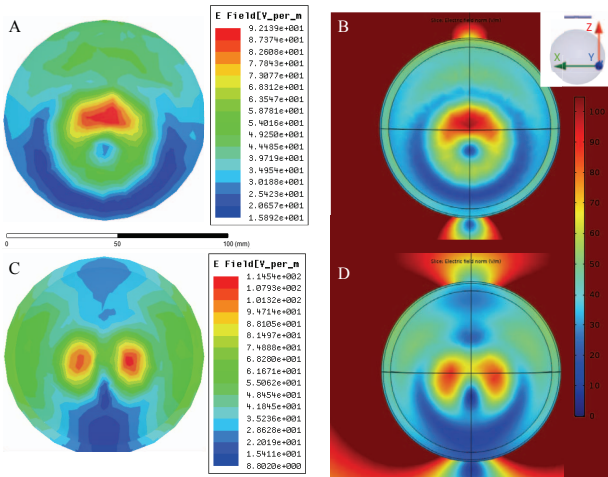 A
E Field[V_per_m
9.2139e+001
8.7374e+001
8.2608e+001
7.7843e+001
7.3077e+001
6.8312e+001
6.3547e+001
5.8781e+001
5.4016e+001
4.9250e+001
4.4485e+001
3.9719e+001
3.4954e+001
3.0188e+001
2.5423e+001
2.0657e+001
1.5892e+001
0
50
100 (mm)
B
Electric field norm (V/m)
Z
X
Y
100
90
80
70
60
50
40
30
20
10
0
C
E Field[V_per_m
1.1454e+002
1.0793e+002
1.0132e+002
9.4714e+001
8.8105e+001
8.1497e+001
7.4888e+001
6.8280e+001
6.1671e+001
5.5062e+001
4.8454e+001
4.1845e+001
3.5236e+001
2.8628e+001
2.2019e+001
1.5411e+001
8.8020e+000
D
Electric field norm (V/m)